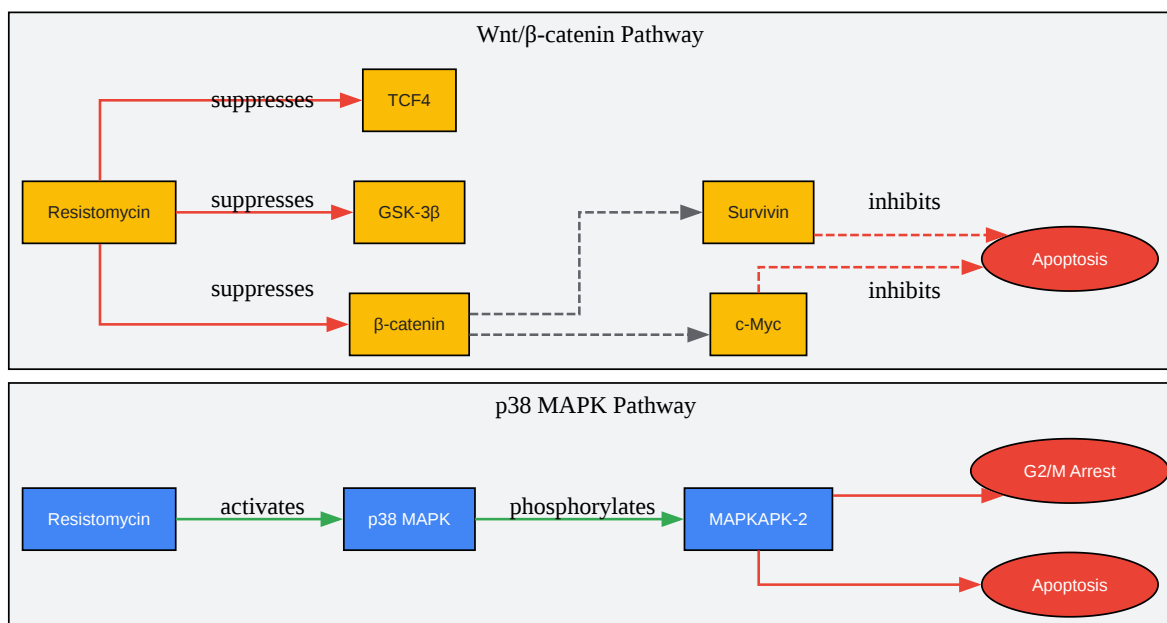 Wnt/β-catenin Pathway
suppresses
TCF4
Resistomycin
suppresses
GSK-3β
Survivin
inhibits
Apoptosis
suppresses
β-catenin
c-Myc
inhibits
p38 MAPK Pathway
G2/M Arrest
Resistomycin
activates
p38 MAPK
phosphorylates
MAPKAPK-2
Apoptosis